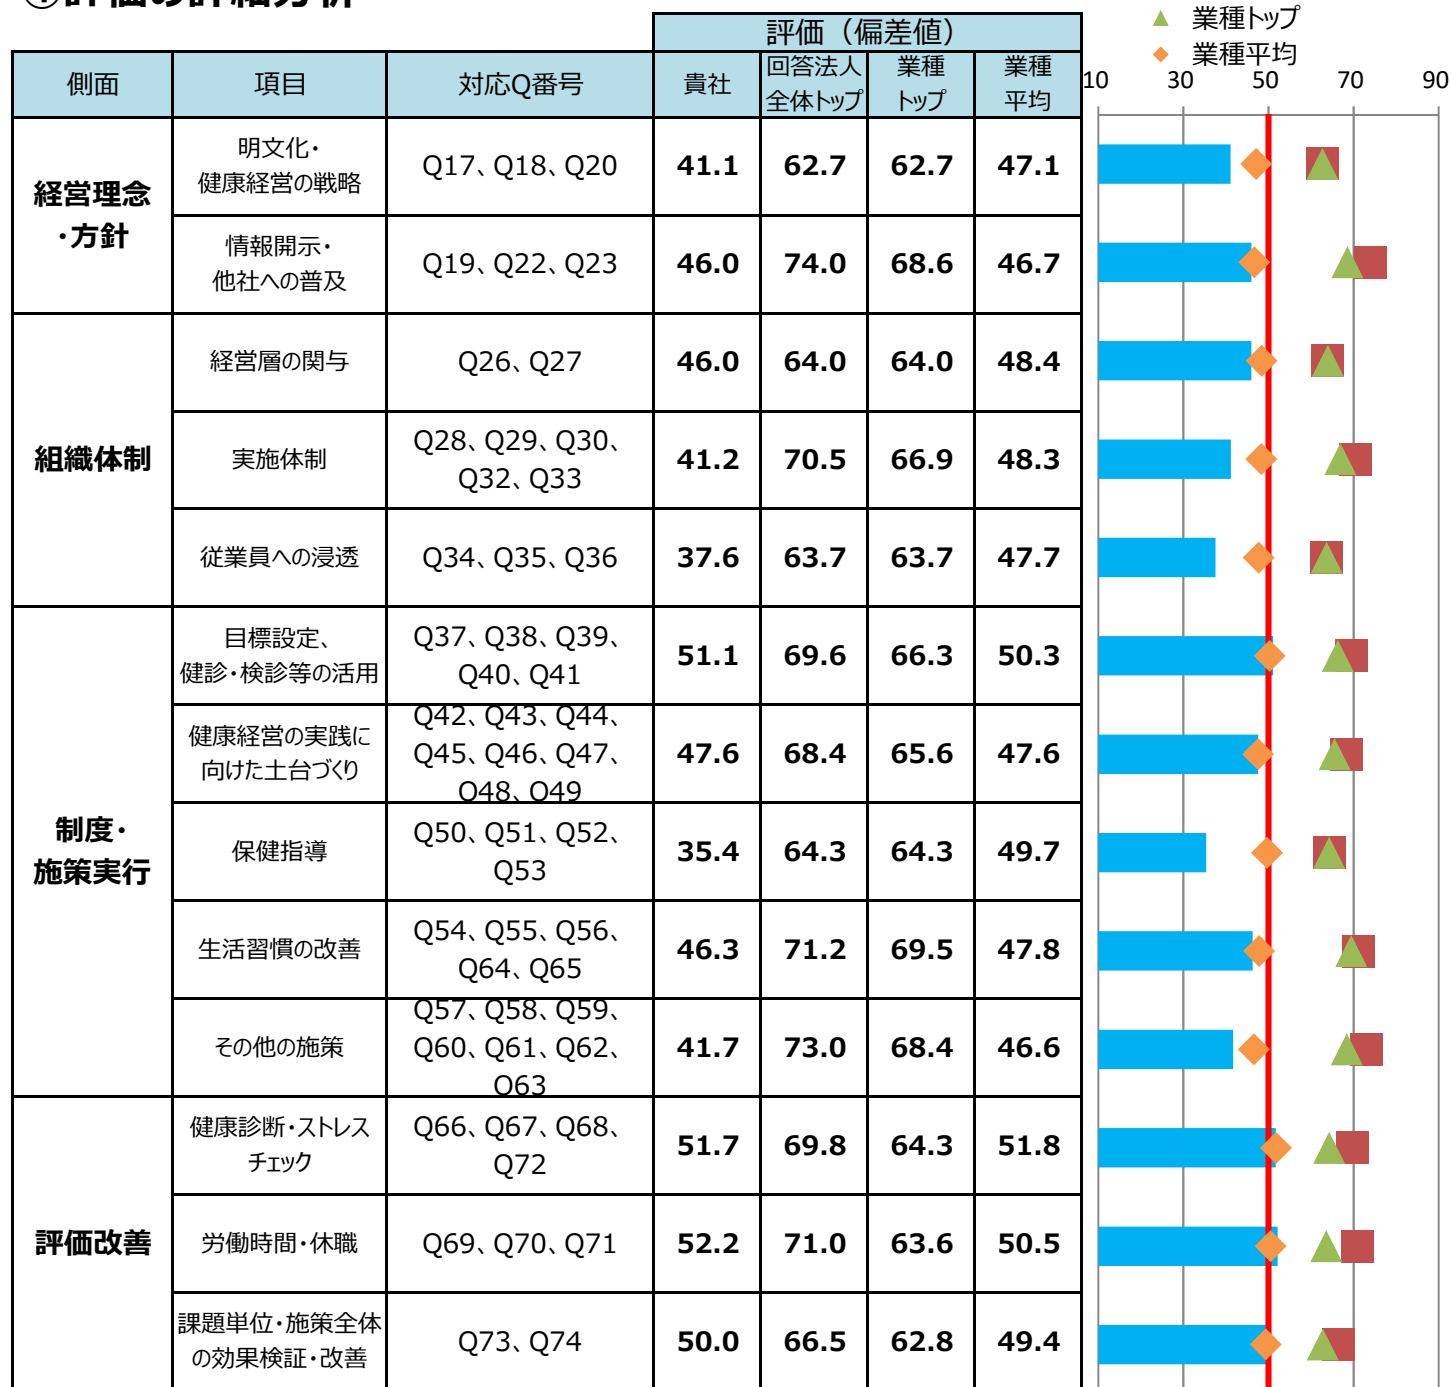 ①評価の詳細分析
▲ 業種トップ
◆ 業種平均
評価（偏差値）
側面 項目 対応Q番号 貴社 回答法人全体トップ 業種トップ 業種平均
10 30 50 70 90
経営理念・方針
明文化・健康経営の戦略 Q17、Q18、Q20 41.1 62.7 62.7 47.1
情報開示・他社への普及 Q19、Q22、Q23 46.0 74.0 68.6 46.7
組織体制
経営層の関与 Q26、Q27 46.0 64.0 64.0 48.4
実施体制 Q28、Q29、Q30、Q32、Q33 41.2 70.5 66.9 48.3
従業員への浸透 Q34、Q35、Q36 37.6 63.7 63.7 47.7
制度・施策実行
目標設定、健診・検診等の活用 Q37、Q38、Q39、Q40、Q41 51.1 69.6 66.3 50.3
健康経営の実践に向けた土台づくり Q42、Q43、Q44、Q45、Q46、Q47、Q48、Q49 47.6 68.4 65.6 47.6
保健指導 Q50、Q51、Q52、Q53 35.4 64.3 64.3 49.7
生活習慣の改善 Q54、Q55、Q56、Q64、Q65 46.3 71.2 69.5 47.8
その他の施策 Q57、Q58、Q59、Q60、Q61、Q62、Q63 41.7 73.0 68.4 46.6
評価改善
健康診断・ストレスチェック Q66、Q67、Q68、Q72 51.7 69.8 64.3 51.8
労働時間・休職 Q69、Q70、Q71 52.2 71.0 63.6 50.5
課題単位・施策全体の効果検証・改善 Q73、Q74 50.0 66.5 62.8 49.4